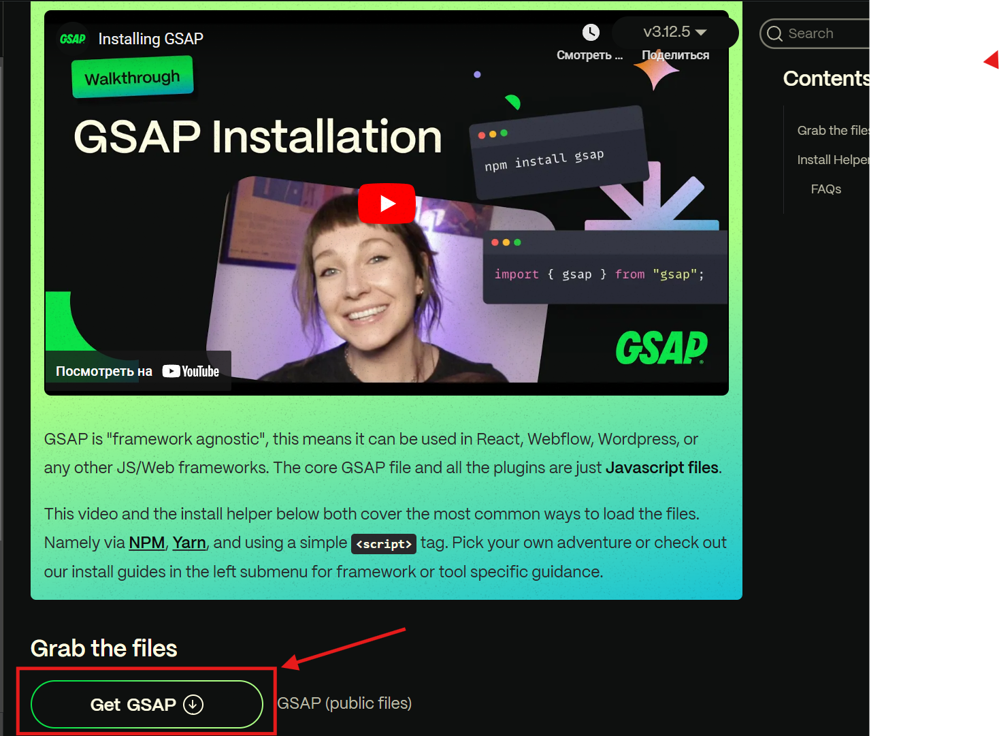 GSAP Installing GSAP
v3.12.5
Смотреть ...
Поделиться
Search
Walkthrough
GSAP Installation
npm install gsap
import { gsap } from "gsap";
GSAP
Посмотреть на YouTube
Contents
Grab the files
Install Helper
FAQs
GSAP is "framework agnostic", this means it can be used in React, Webflow, Wordpress, or
any other JS/Web frameworks. The core GSAP file and all the plugins are just Javascript files.
This video and the install helper below both cover the most common ways to load the files.
Namely via NPM, Yarn, and using a simple <script> tag. Pick your own adventure or check out
our install guides in the left submenu for framework or tool specific guidance.
Grab the files
Get GSAP
GSAP (public files)